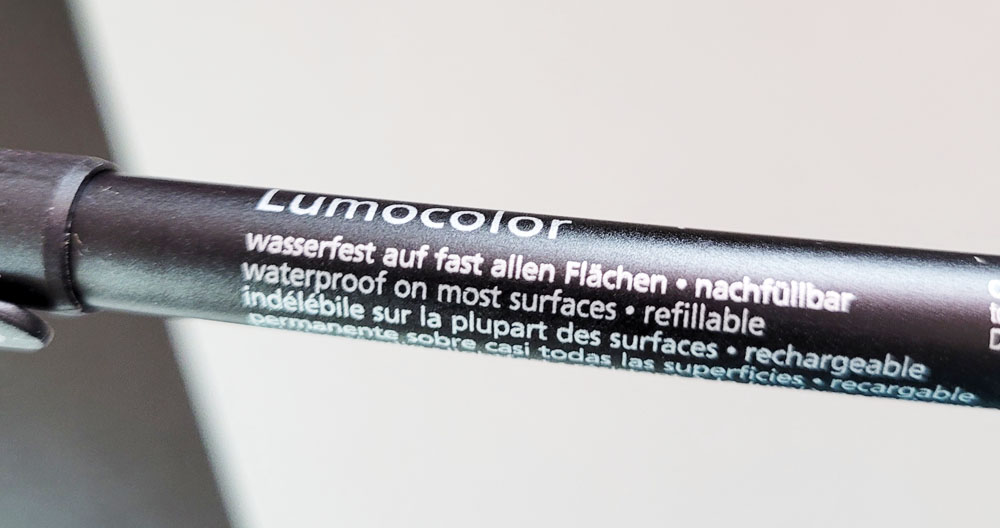 Lumocolor
wasserfest auf fast allen Flächen • nachfüllbar
waterproof on most surfaces • refillable
indélébile sur la plupart des surfaces • rechargeable
permanente sobre casi todas las superficies • recargable